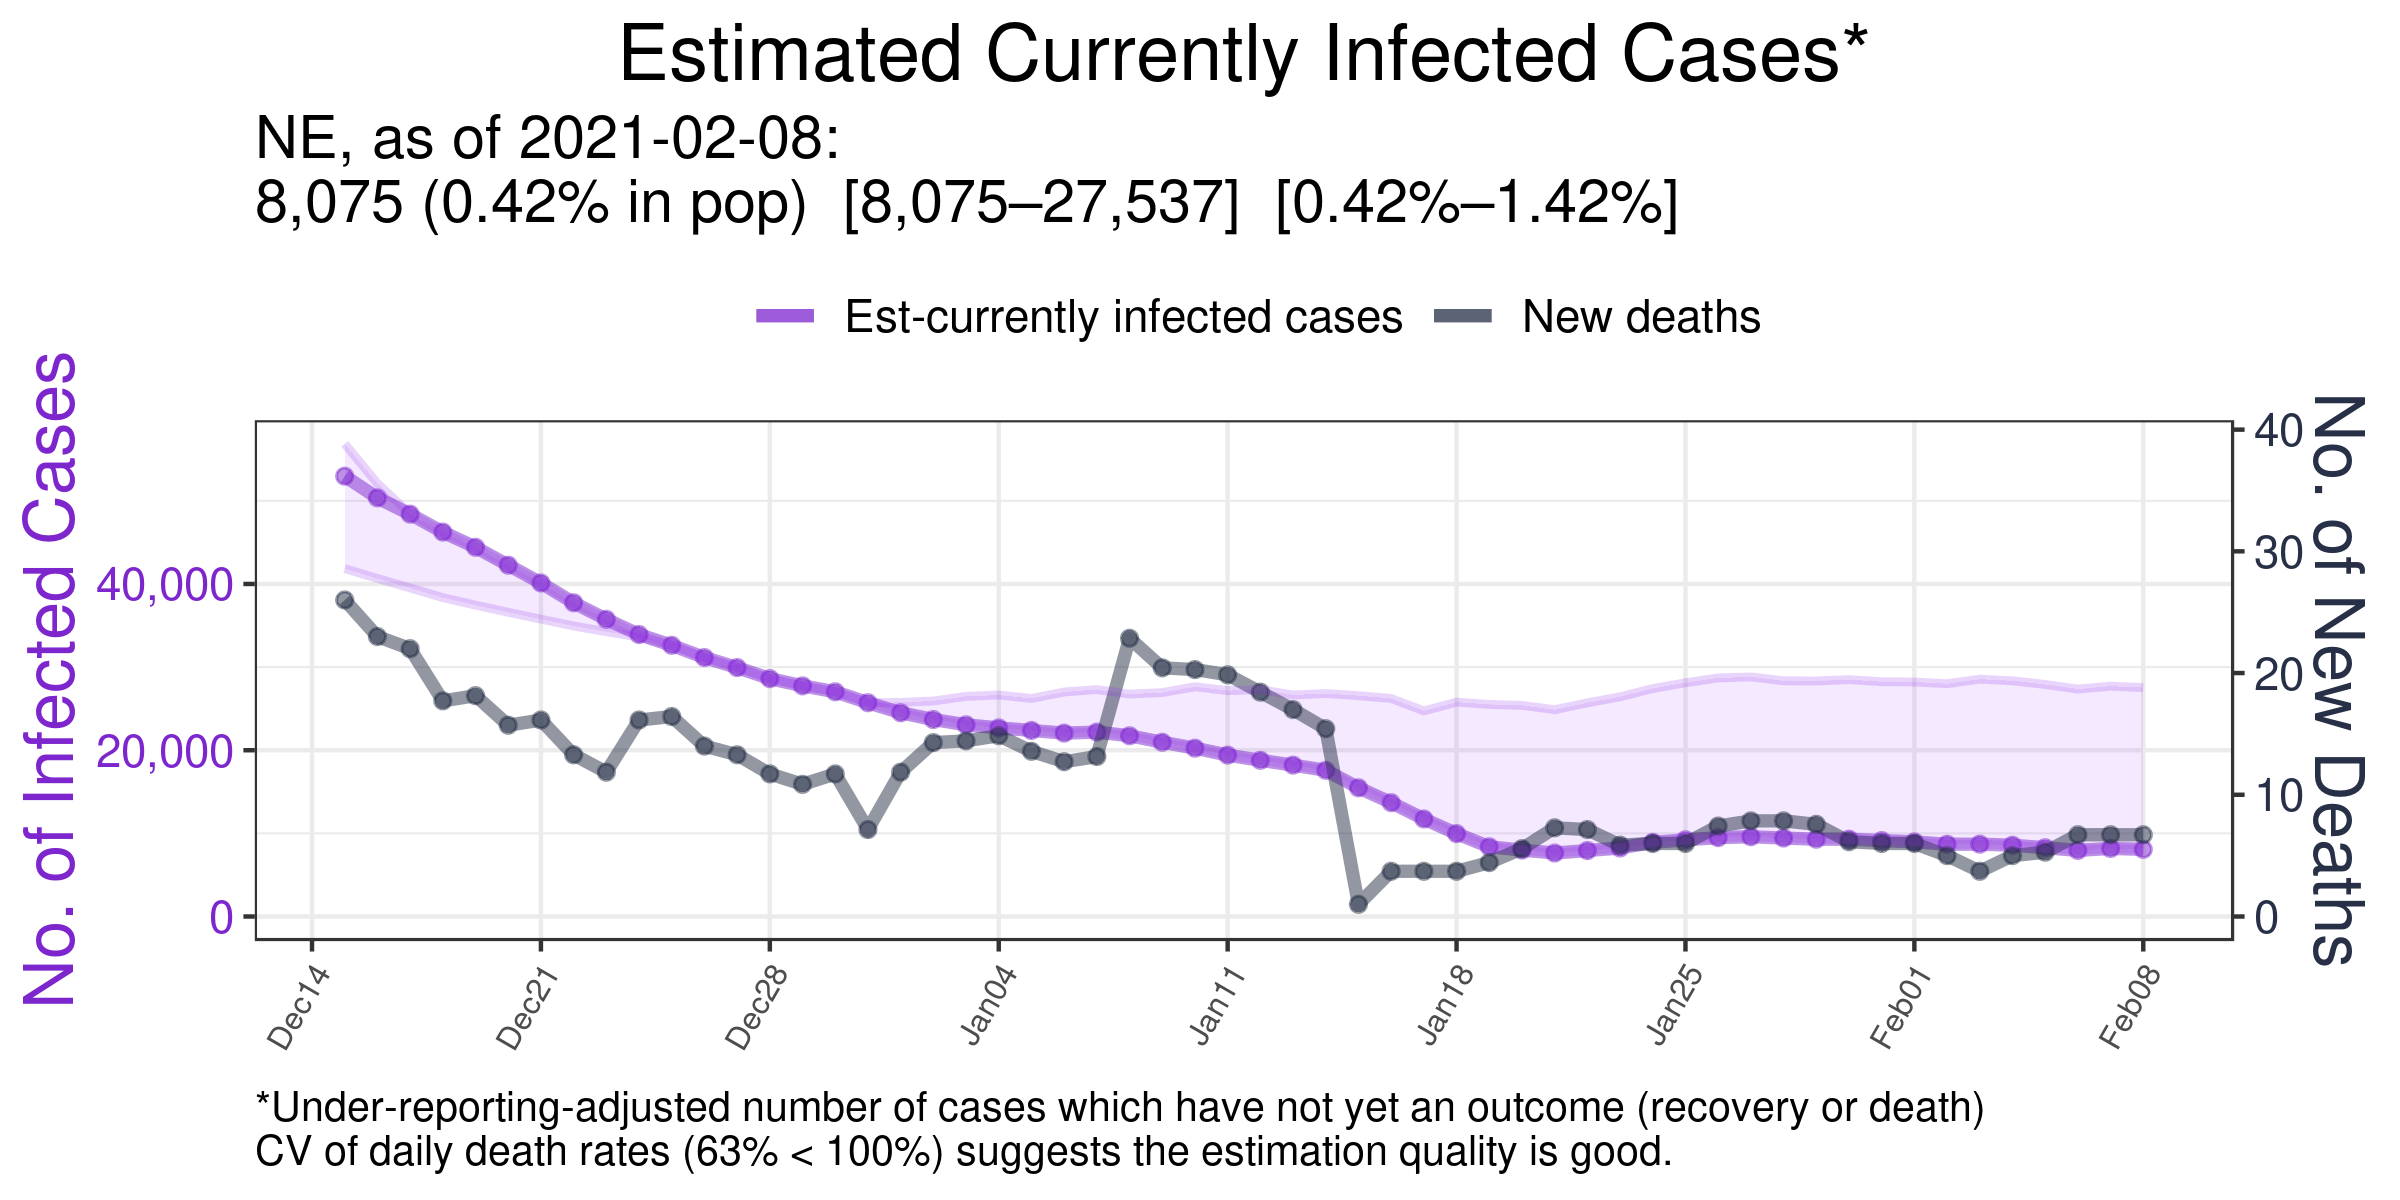 Estimated Currently Infected Cases*
NE, as of 2021-02-08:
8,075 (0.42% in pop)  [8,075–27,537]  [0.42%–1.42%]
Est-currently infected cases
New deaths
No. of Infected Cases
40,000
20,000
0
40
30
20
10
0
No. of New Deaths
Dec14
Dec21
Dec28
Jan04
Jan11
Jan18
Jan25
Feb01
Feb08
*Under-reporting-adjusted number of cases which have not yet an outcome (recovery or death)
CV of daily death rates (63% < 100%) suggests the estimation quality is good.